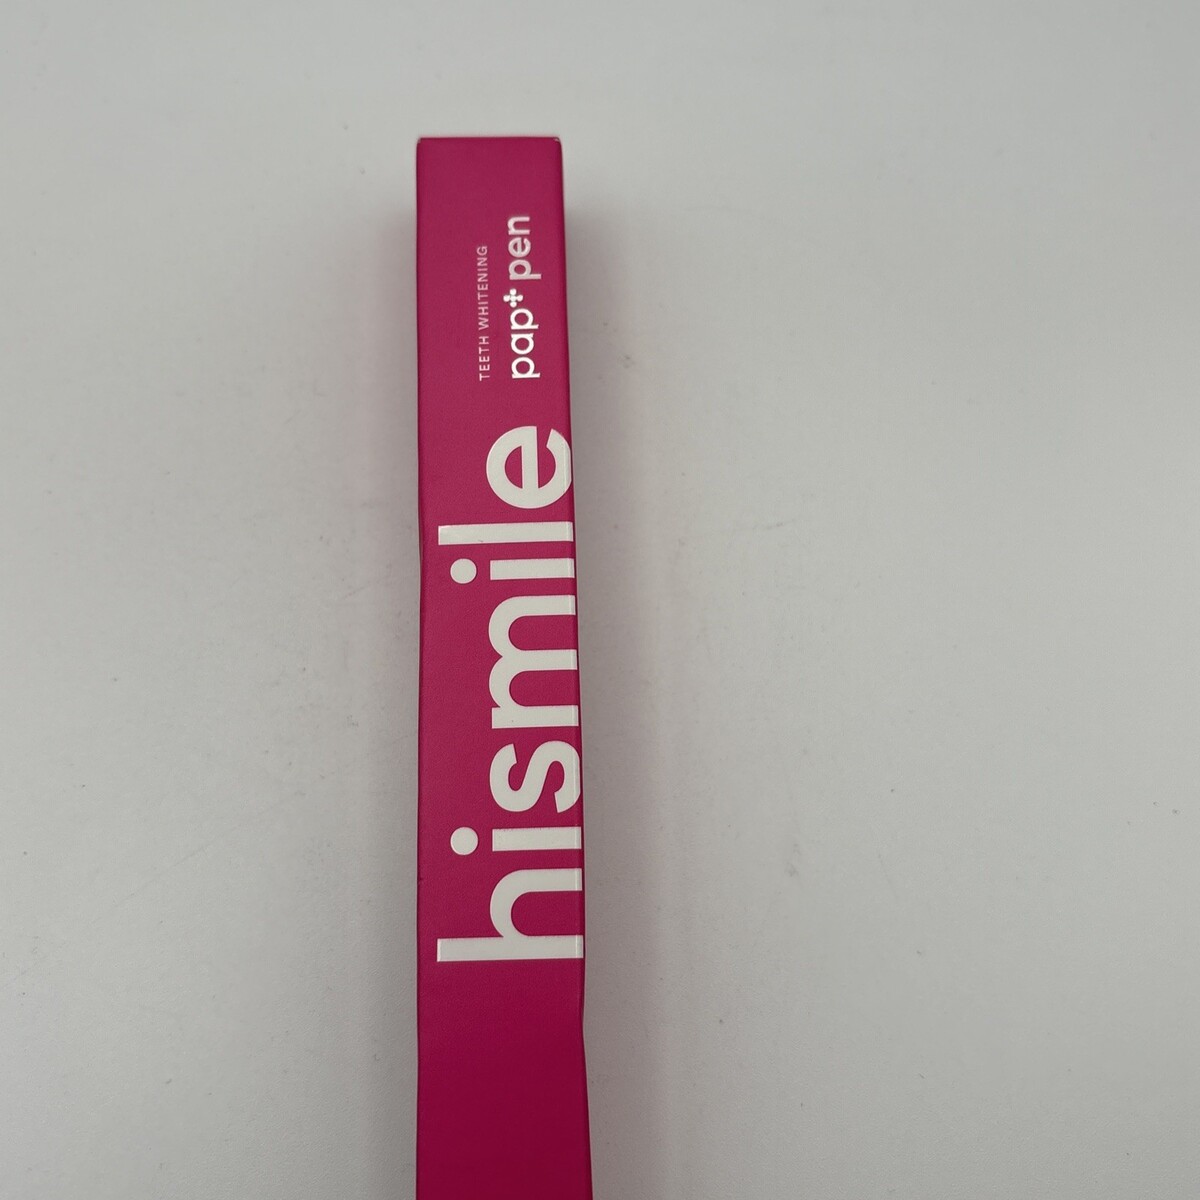 TEETH WHITENING
pap+ pen
hismile